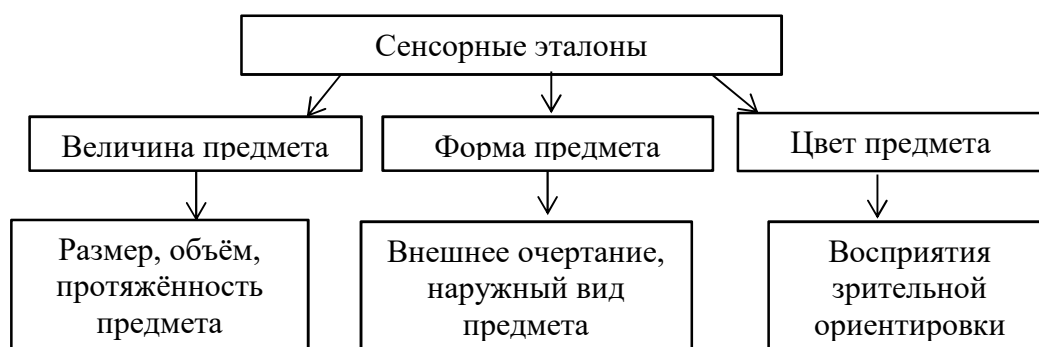 Сенсорные эталоны
Величина предмета
Форма предмета
Цвет предмета
Размер, объём,
протяжённость
предмета
Внешнее очертание,
наружный вид
предмета
Восприятия
зрительной
ориентировки